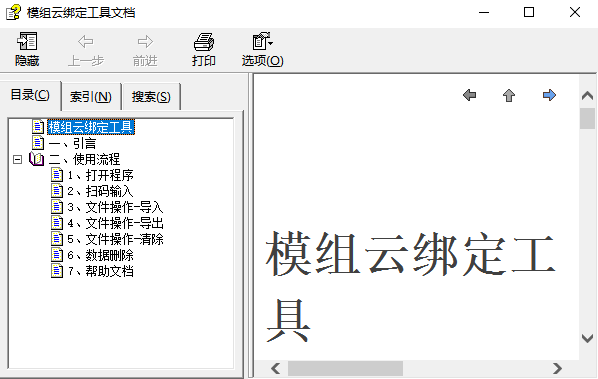 模组云绑定工具文档
隐藏 上一步 前进 打印 选项(O)
目录(C) 索引(N) 搜索(S)
模组云绑定工具
一、引言
二、使用流程
1、打开程序
2、扫码输入
3、文件操作-导入
4、文件操作-导出
5、文件操作-清除
6、数据删除
7、帮助文档
模组云绑定工
具